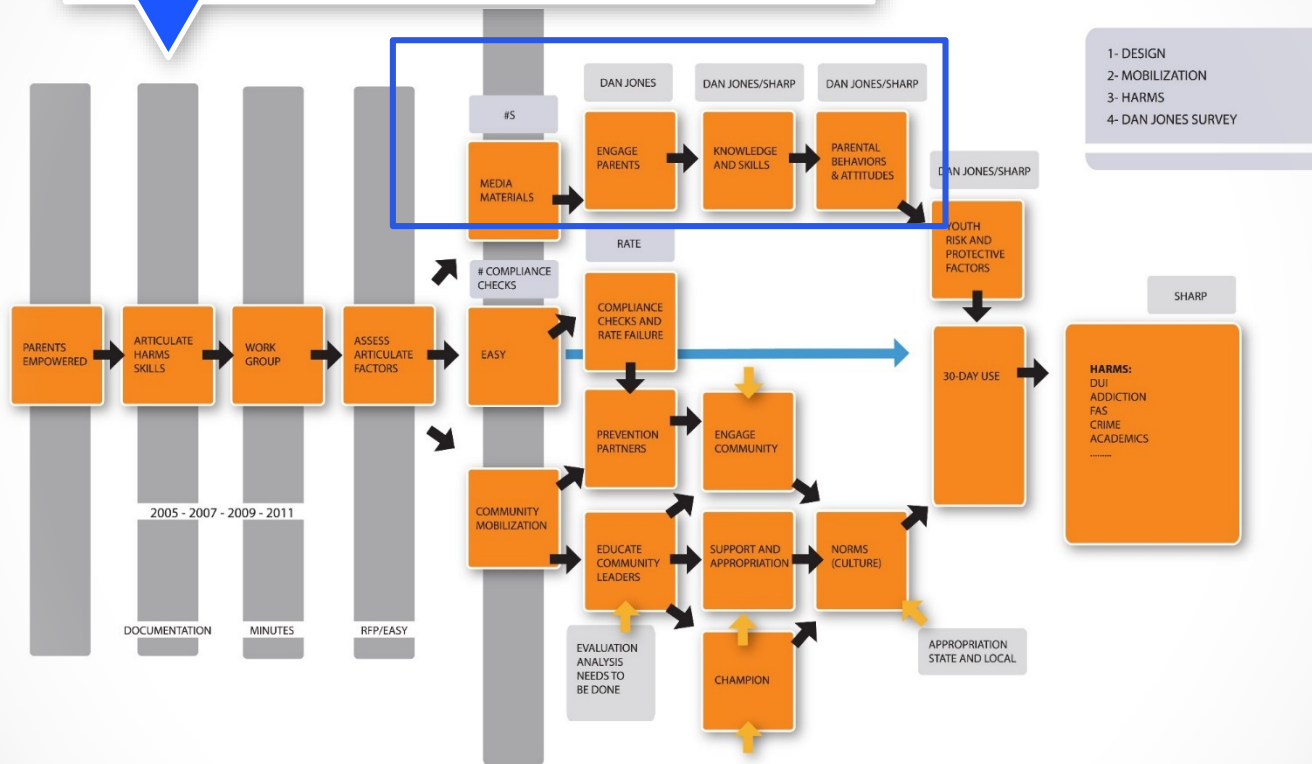 1- DESIGN
2- MOBILIZATION
3- HARMS
4- DAN JONES SURVEY
DAN JONES
DAN JONES/SHARP
DAN JONES/SHARP
#S
MEDIA
MATERIALS
ENGAGE
PARENTS
KNOWLEDGE
AND SKILLS
PARENTAL
BEHAVIORS
& ATTITUDES
DAN JONES/SHARP
YOUTH
RISK AND
PROTECTIVE
FACTORS
RATE
# COMPLIANCE
CHECKS
SHARP
PARENTS
EMPOWERED
ARTICULATE
HARMS
SKILLS
WORK
GROUP
ASSESS
ARTICULATE
FACTORS
EASY
COMPLIANCE
CHECKS AND
RATE FAILURE
30-DAY USE
HARMS:
DUI
ADDICTION
FAS
CRIME
ACADEMICS
.........
PREVENTION
PARTNERS
ENGAGE
COMMUNITY
2005 - 2007 - 2009 - 2011
COMMUNITY
MOBILIZATION
EDUCATE
COMMUNITY
LEADERS
SUPPORT AND
APPROPRIATION
NORMS
(CULTURE)
DOCUMENTATION
MINUTES
RFP/EASY
EVALUATION
ANALYSIS
NEEDS TO
BE DONE
CHAMPION
APPROPRIATION
STATE AND LOCAL